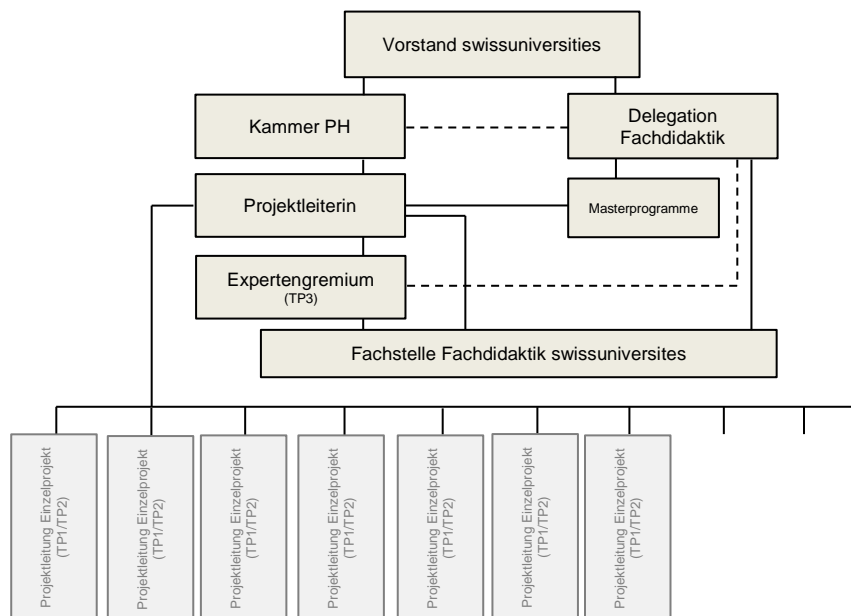 Vorstand swissuniversities
Kammer PH
Delegation
Fachdidaktik
Projektleiterin
Masterprogramme
Expertengremium
(TP3)
Fachstelle Fachdidaktik swissuniversites
Projektleitung Einzelprojekt
(TP1/TP2)
Projektleitung Einzelprojekt
(TP1/TP2)
Projektleitung Einzelprojekt
(TP1/TP2)
Projektleitung Einzelprojekt
(TP1/TP2)
Projektleitung Einzelprojekt
(TP1/TP2)
Projektleitung Einzelprojekt
(TP1/TP2)
Projektleitung Einzelprojekt
(TP1/TP2)